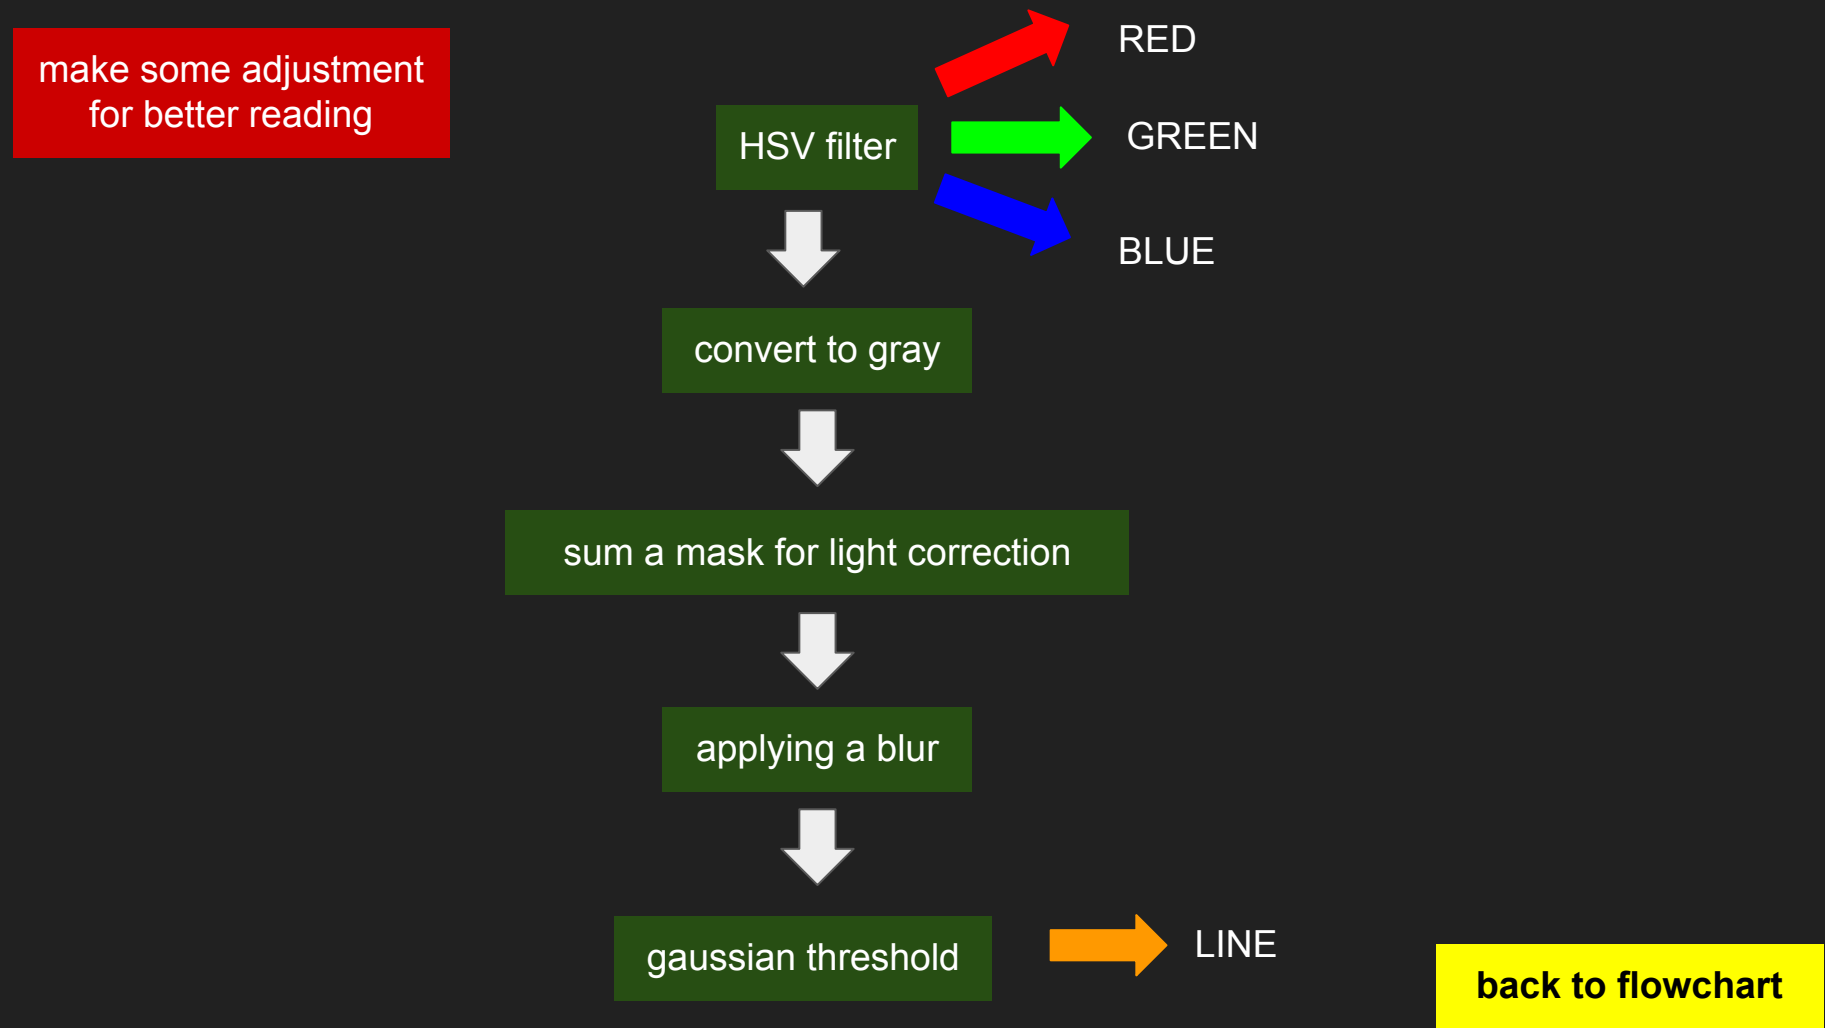 make some adjustment
for better reading
RED
HSV filter
GREEN
BLUE
convert to gray
sum a mask for light correction
applying a blur
gaussian threshold
LINE
back to flowchart